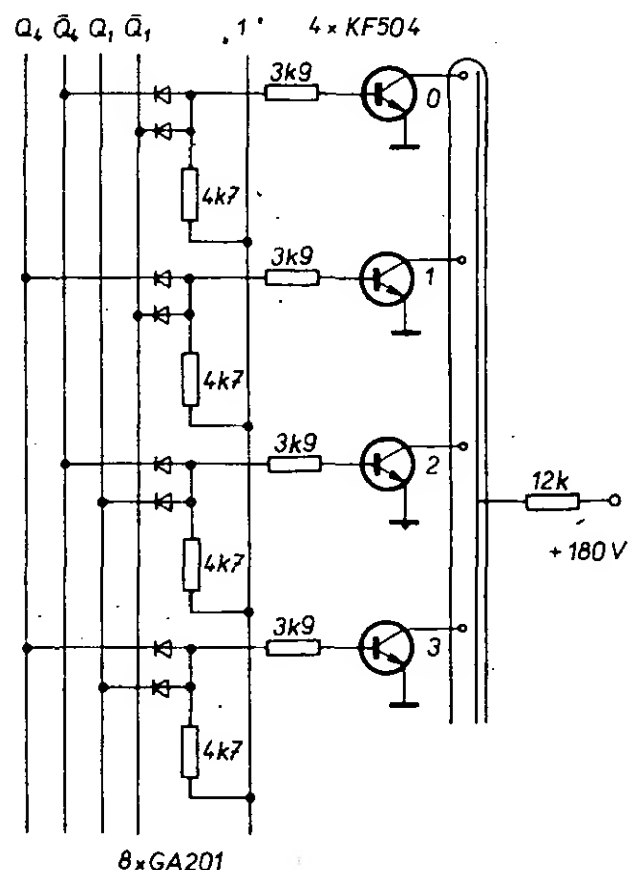 Q₄ Q̄₄ Q₁ Q̄₁ „1" 4 × KF504
3k9
0
4k7
3k9
1
4k7
3k9
2
4k7
12k
+180 V
3k9
3
4k7
8×GA201